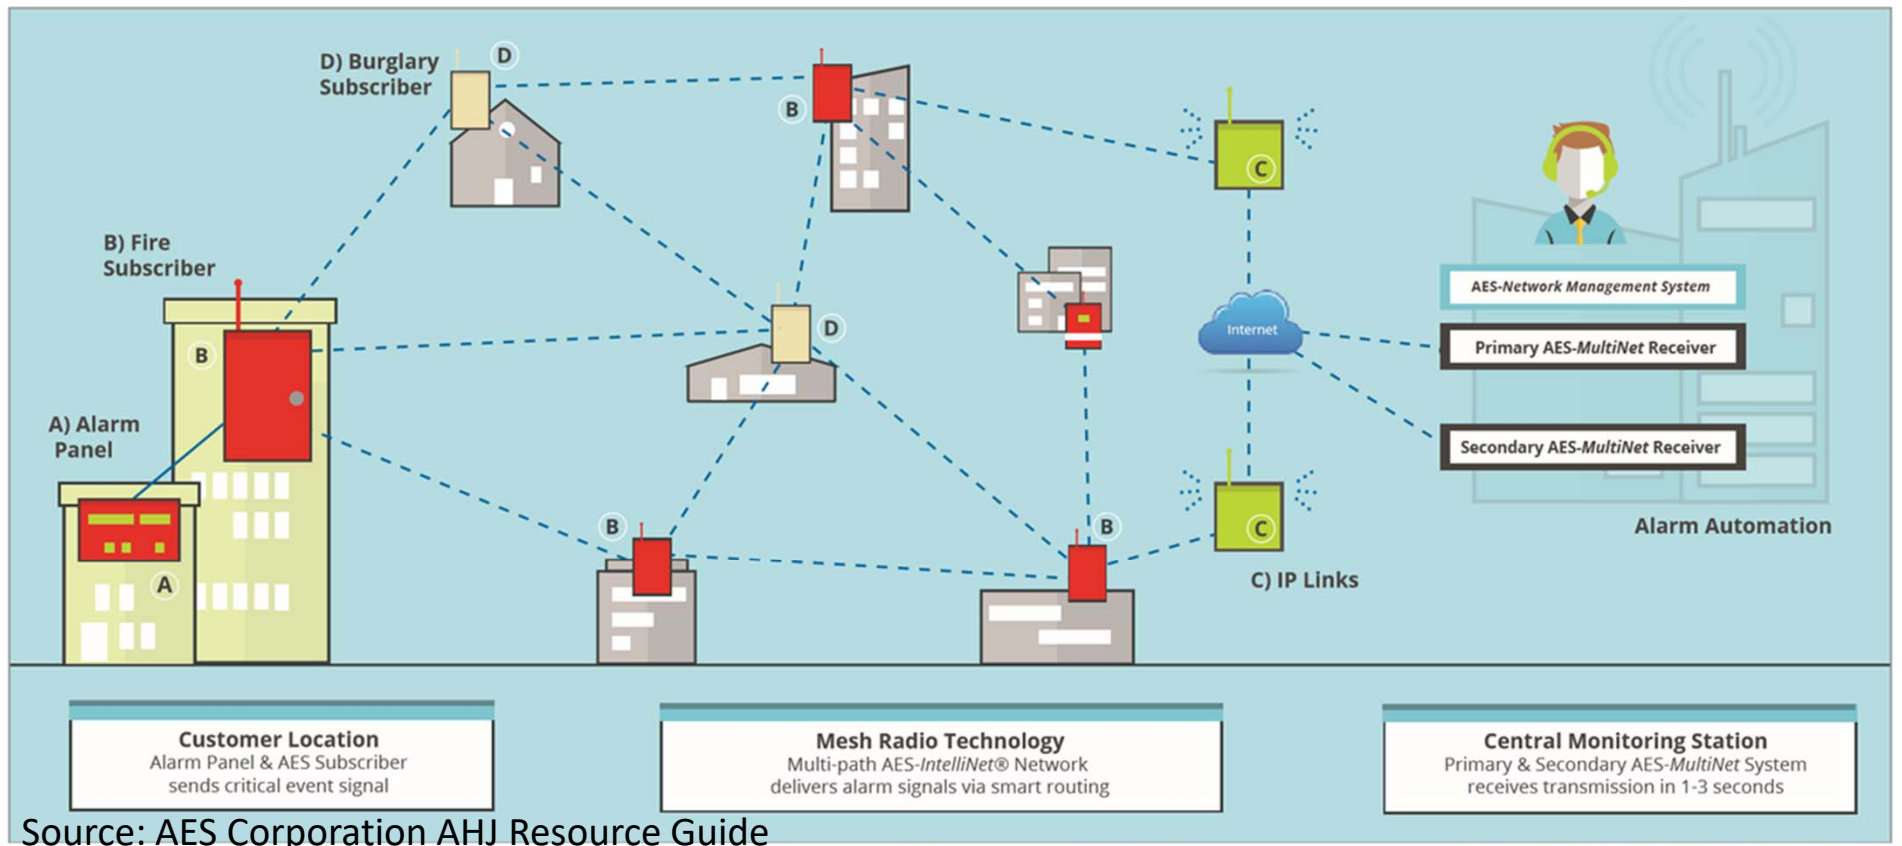 D) Burglary
Subscriber
D
B
C
B) Fire
Subscriber
B
A) Alarm
Panel
A
D
B
B
C
C) IP Links
Internet
AES-Network Management System
Primary AES-MultiNet Receiver
Secondary AES-MultiNet Receiver
Alarm Automation
Customer Location
Alarm Panel & AES Subscriber
sends critical event signal
Mesh Radio Technology
Multi-path AES-IntelliNet® Network
delivers alarm signals via smart routing
Central Monitoring Station
Primary & Secondary AES-MultiNet System
receives transmission in 1-3 seconds
Source: AES Corporation AHJ Resource Guide